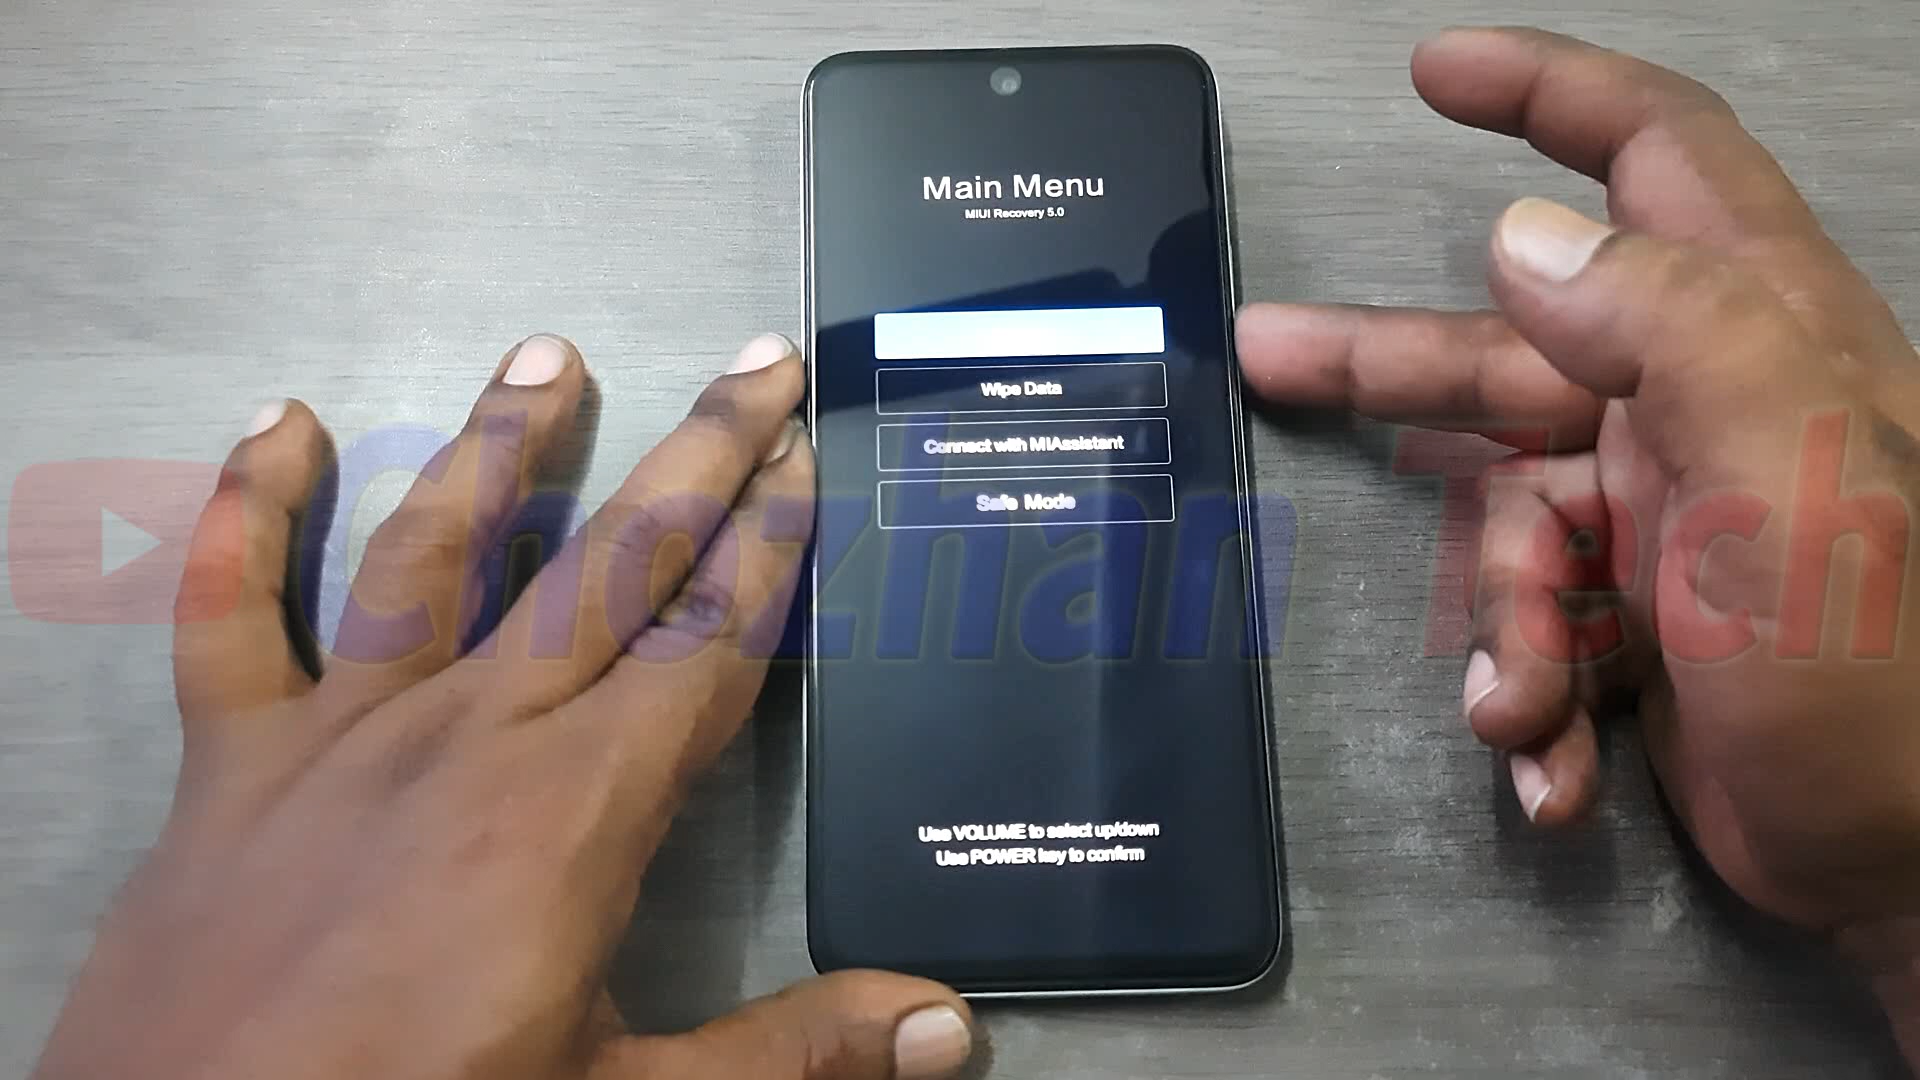 Main Menu
MIUI Recovery 5.0
Wipe Data
Connect with MIAssistant
Safe Mode
Chozhan Tech
Use VOLUME to select up/down
Use POWER key to confirm